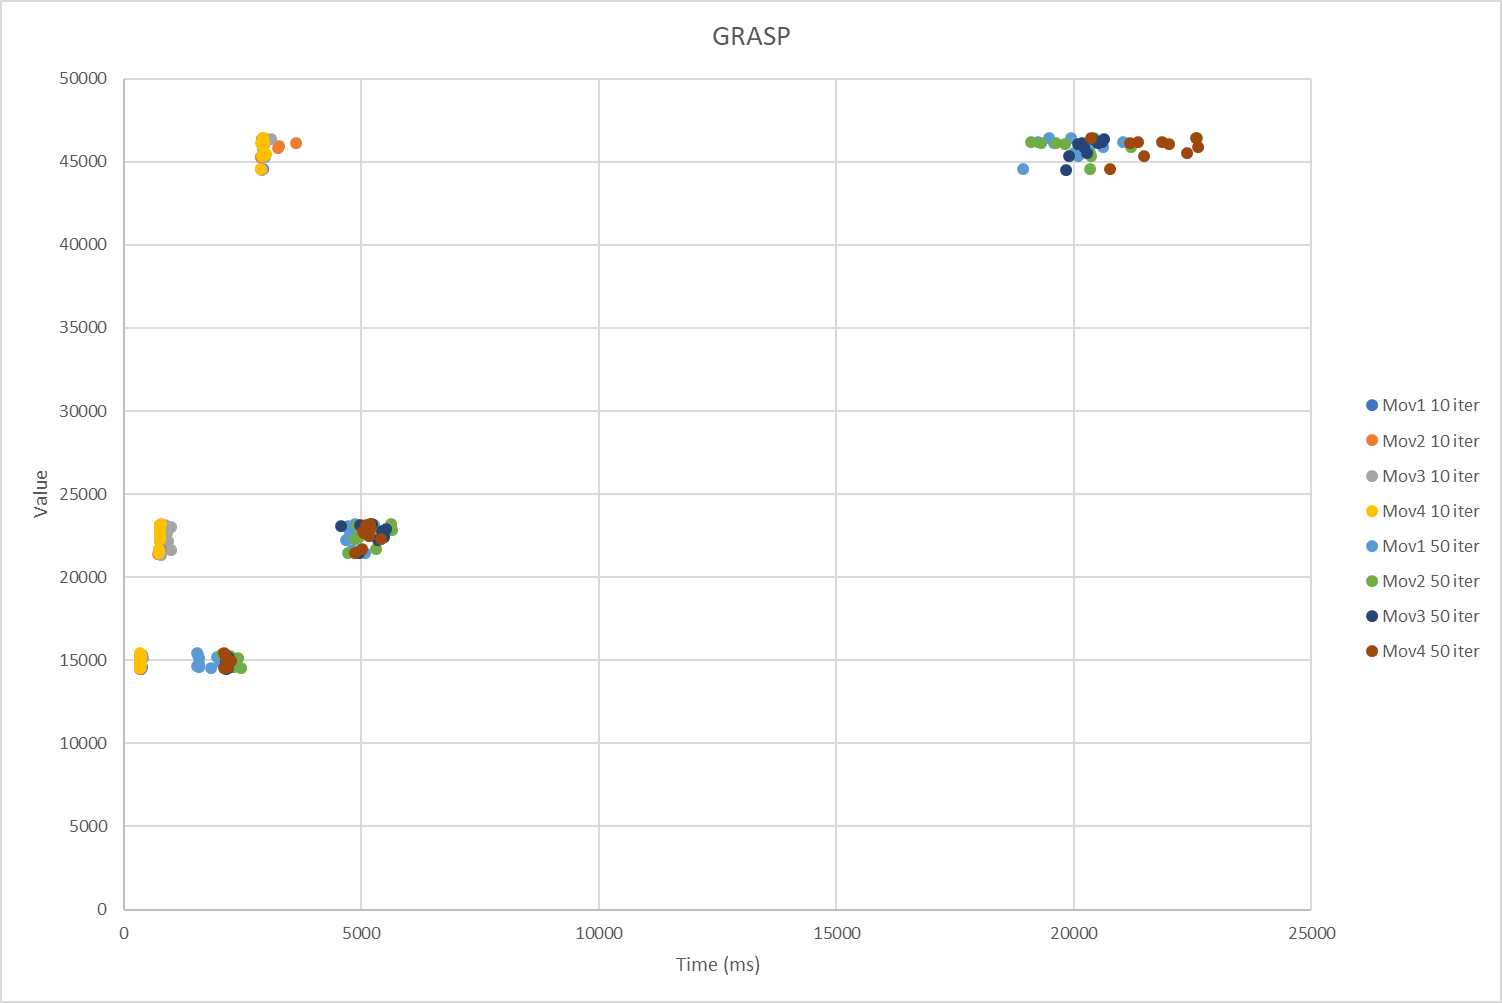 GRASP
50000
45000
40000
35000
30000
25000
20000
15000
10000
5000
0
Value
0 5000 10000 15000 20000 25000
Time (ms)
Mov1 10 iter
Mov2 10 iter
Mov3 10 iter
Mov4 10 iter
Mov1 50 iter
Mov2 50 iter
Mov3 50 iter
Mov4 50 iter